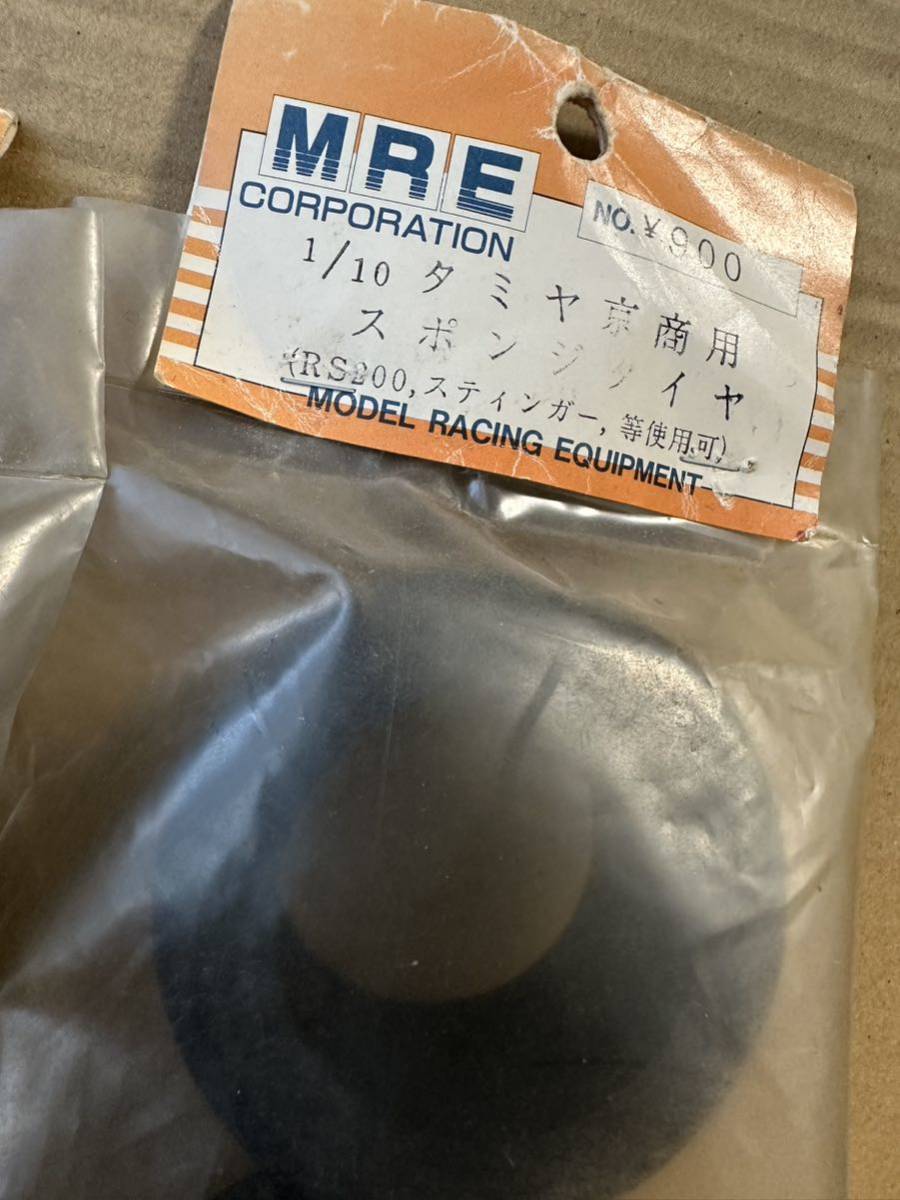 MRE
CORPORATION
NO. ¥900
1/10 タミヤ京商用
スポンジタイヤ
(RS200,スティンガー,等使用可)
MODEL RACING EQUIPMENT